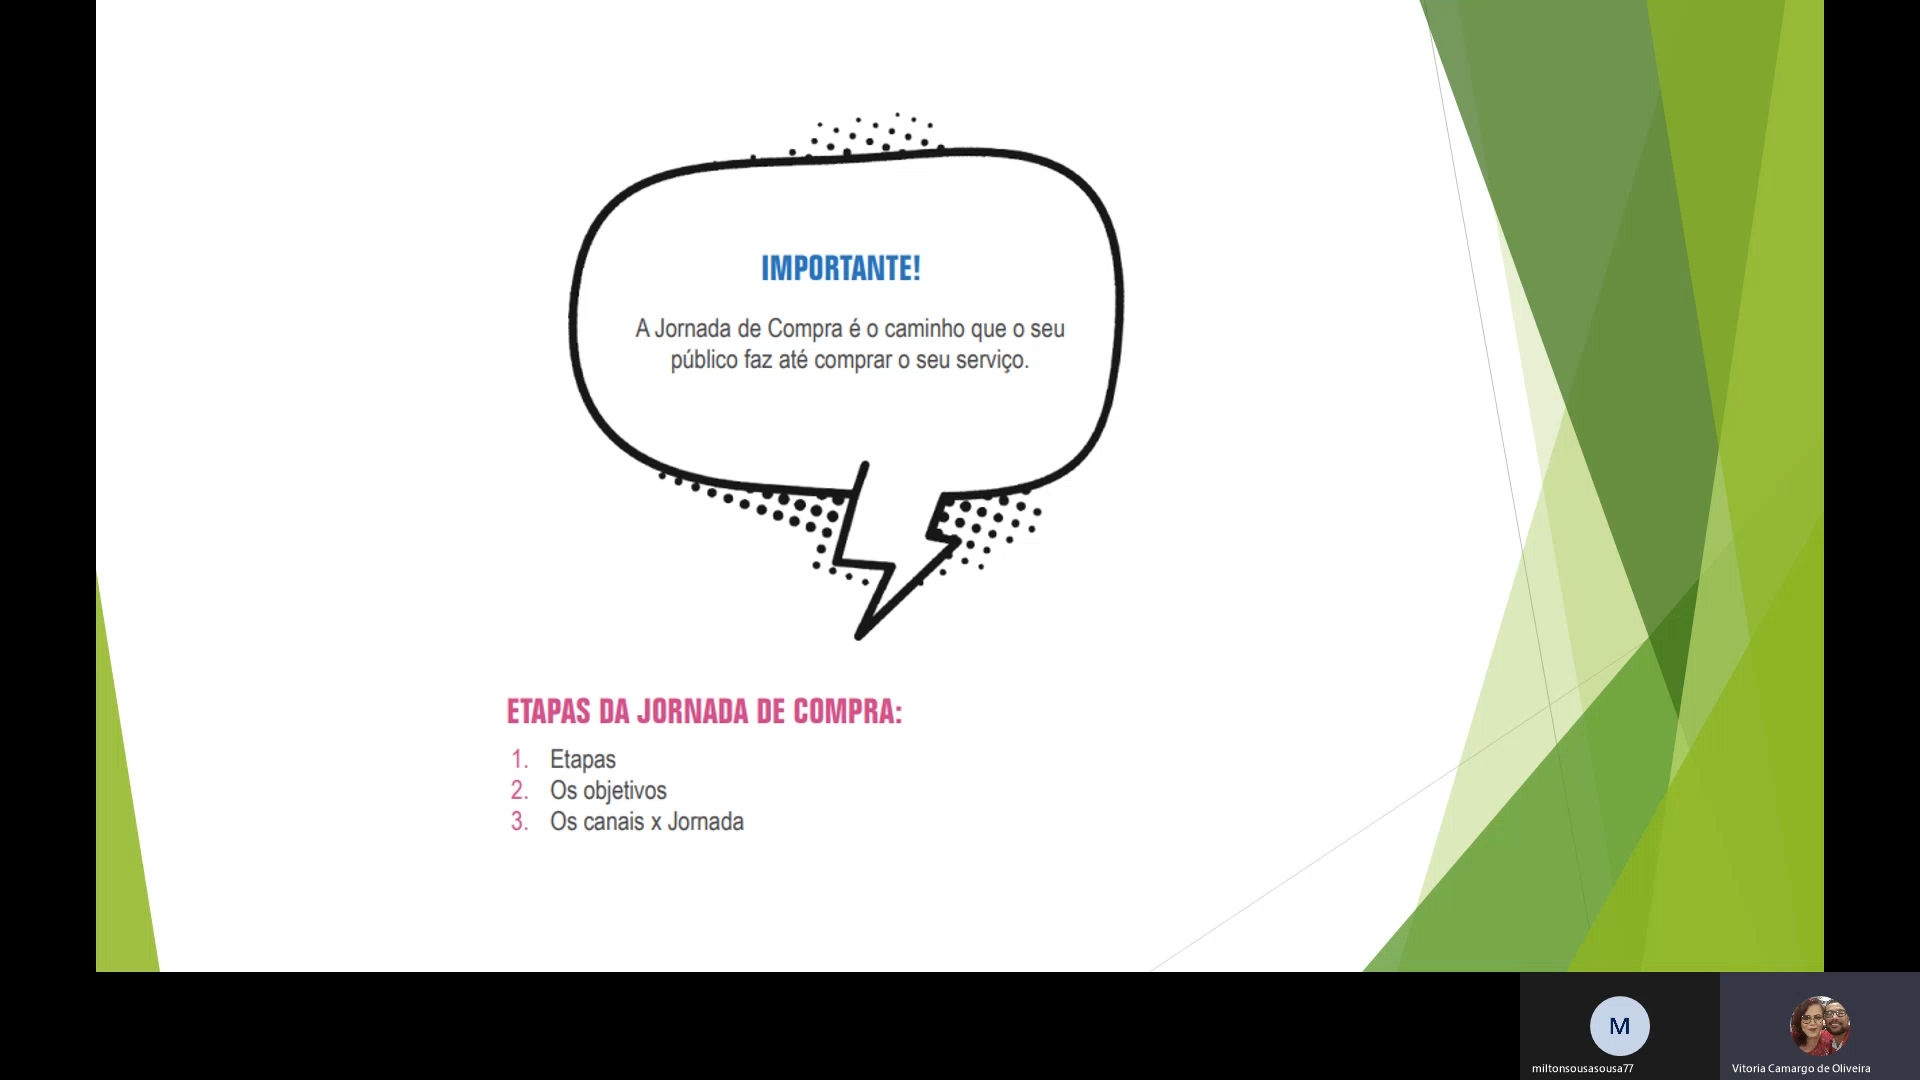 IMPORTANTE!
A Jornada de Compra é o caminho que o seu
público faz até comprar o seu serviço.
ETAPAS DA JORNADA DE COMPRA:
1. Etapas
2. Os objetivos
3. Os canais x Jornada
M
miltonsousasousa77
Vitoria Camargo de Oliveira